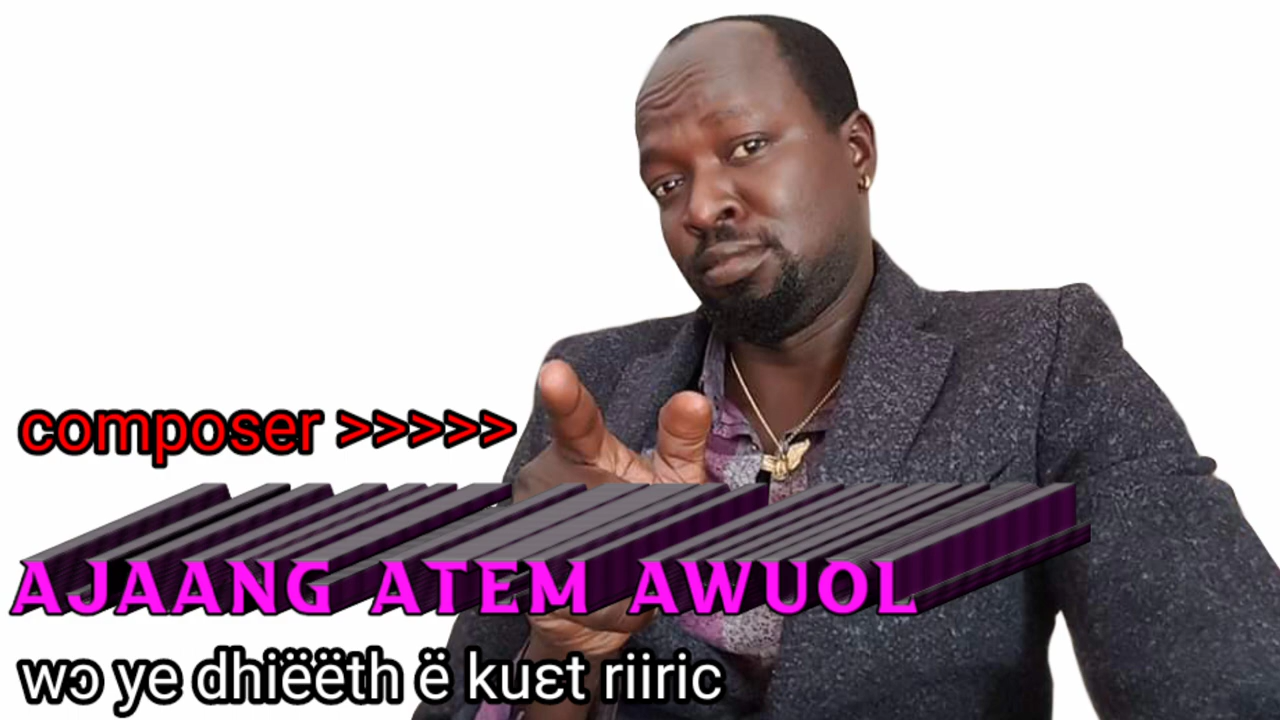 composer >>>>>
AJAANG ATEM AWUOL
wɔ ye dhiëëth ë kuɛt riiric